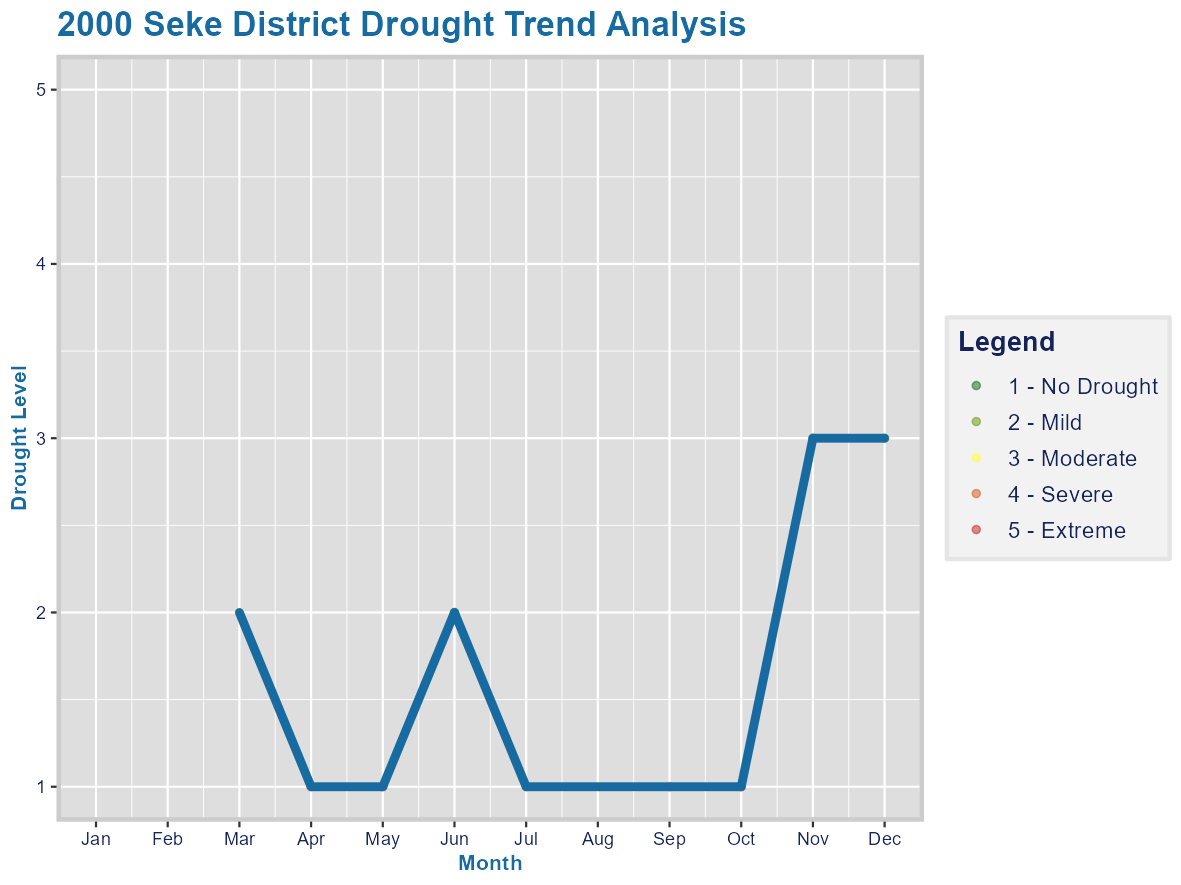 2000 Seke District Drought Trend Analysis
5
4
3
2
1
Drought Level
Jan Feb Mar Apr May Jun Jul Aug Sep Oct Nov Dec
Month
Legend
1 - No Drought
2 - Mild
3 - Moderate
4 - Severe
5 - Extreme